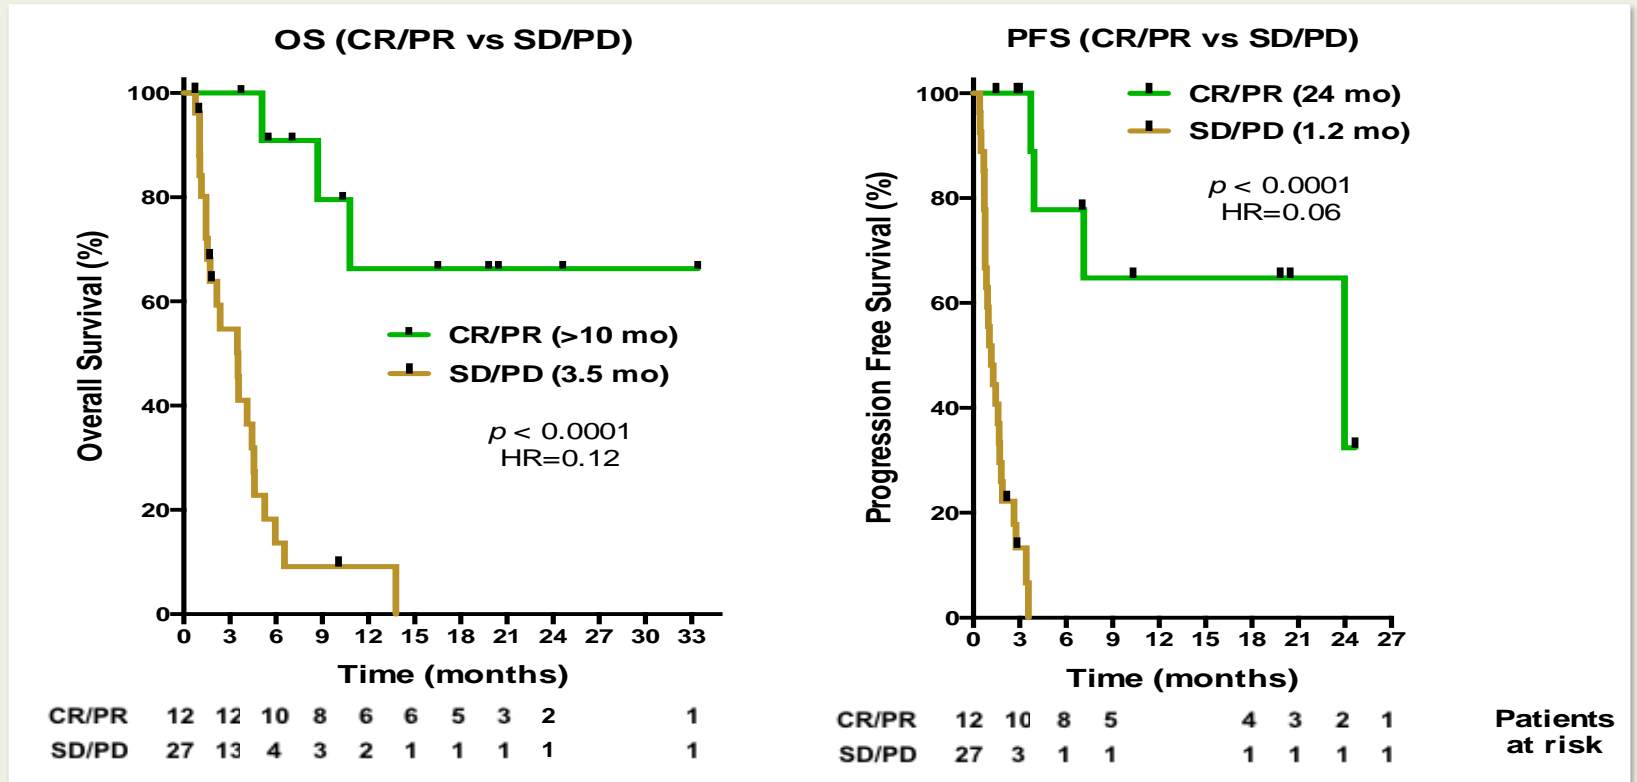 OS (CR/PR vs SD/PD)
Overall Survival (%)
100
80
60
40
20
0
CR/PR (>10 mo)
SD/PD (3.5 mo)
p < 0.0001
HR=0.12
0 3 6 9 12 15 18 21 24 27 30 33
Time (months)
CR/PR 12 12 10 8 6 6 5 3 2 1
SD/PD 27 13 4 3 2 1 1 1 1 1
PFS (CR/PR vs SD/PD)
Progression Free Survival (%)
100
80
60
40
20
0
CR/PR (24 mo)
SD/PD (1.2 mo)
p < 0.0001
HR=0.06
0 3 6 9 12 15 18 21 24 27
Time (months)
CR/PR 12 10 8 5 4 3 2 1
SD/PD 27 3 1 1 1 1 1 1
Patients
at risk